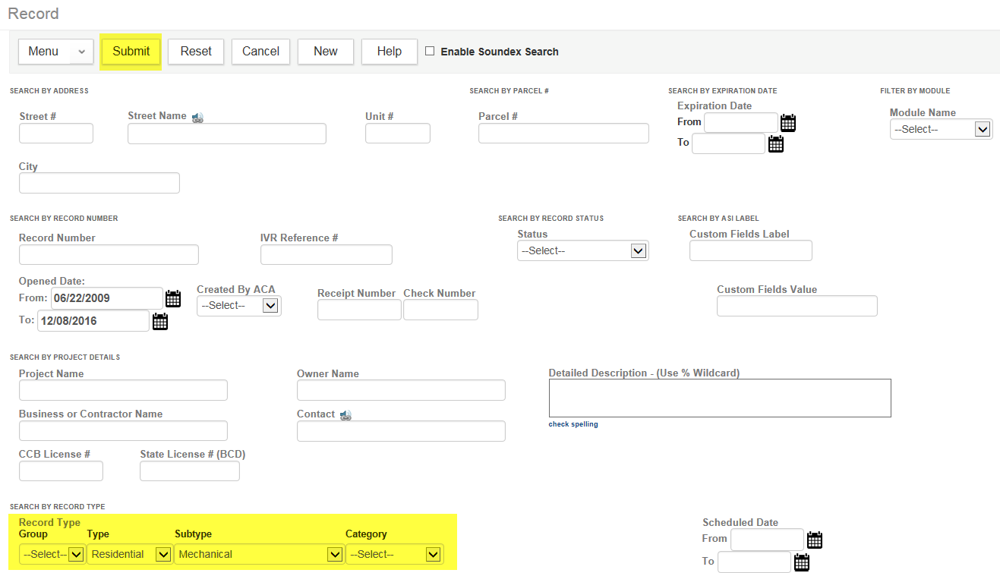 Record
Menu Submit Reset Cancel New Help Enable Soundex Search
SEARCH BY ADDRESS SEARCH BY PARCEL # SEARCH BY EXPIRATION DATE FILTER BY MODULE
Street # Street Name Unit # Parcel # Expiration Date Module Name
From --Select--
To
City
SEARCH BY RECORD NUMBER SEARCH BY RECORD STATUS SEARCH BY ASI LABEL
Record Number IVR Reference # Status Custom Fields Label
--Select--
Opened Date:
From: 06/22/2009 Created By ACA Receipt Number Check Number Custom Fields Value
--Select--
To: 12/08/2016
SEARCH BY PROJECT DETAILS
Project Name Owner Name Detailed Description - (Use % Wildcard)
Business or Contractor Name Contact
check spelling
CCB License # State License # (BCD)
SEARCH BY RECORD TYPE
Record Type Scheduled Date
Group Type Subtype Category From
--Select-- Residential Mechanical --Select--
To